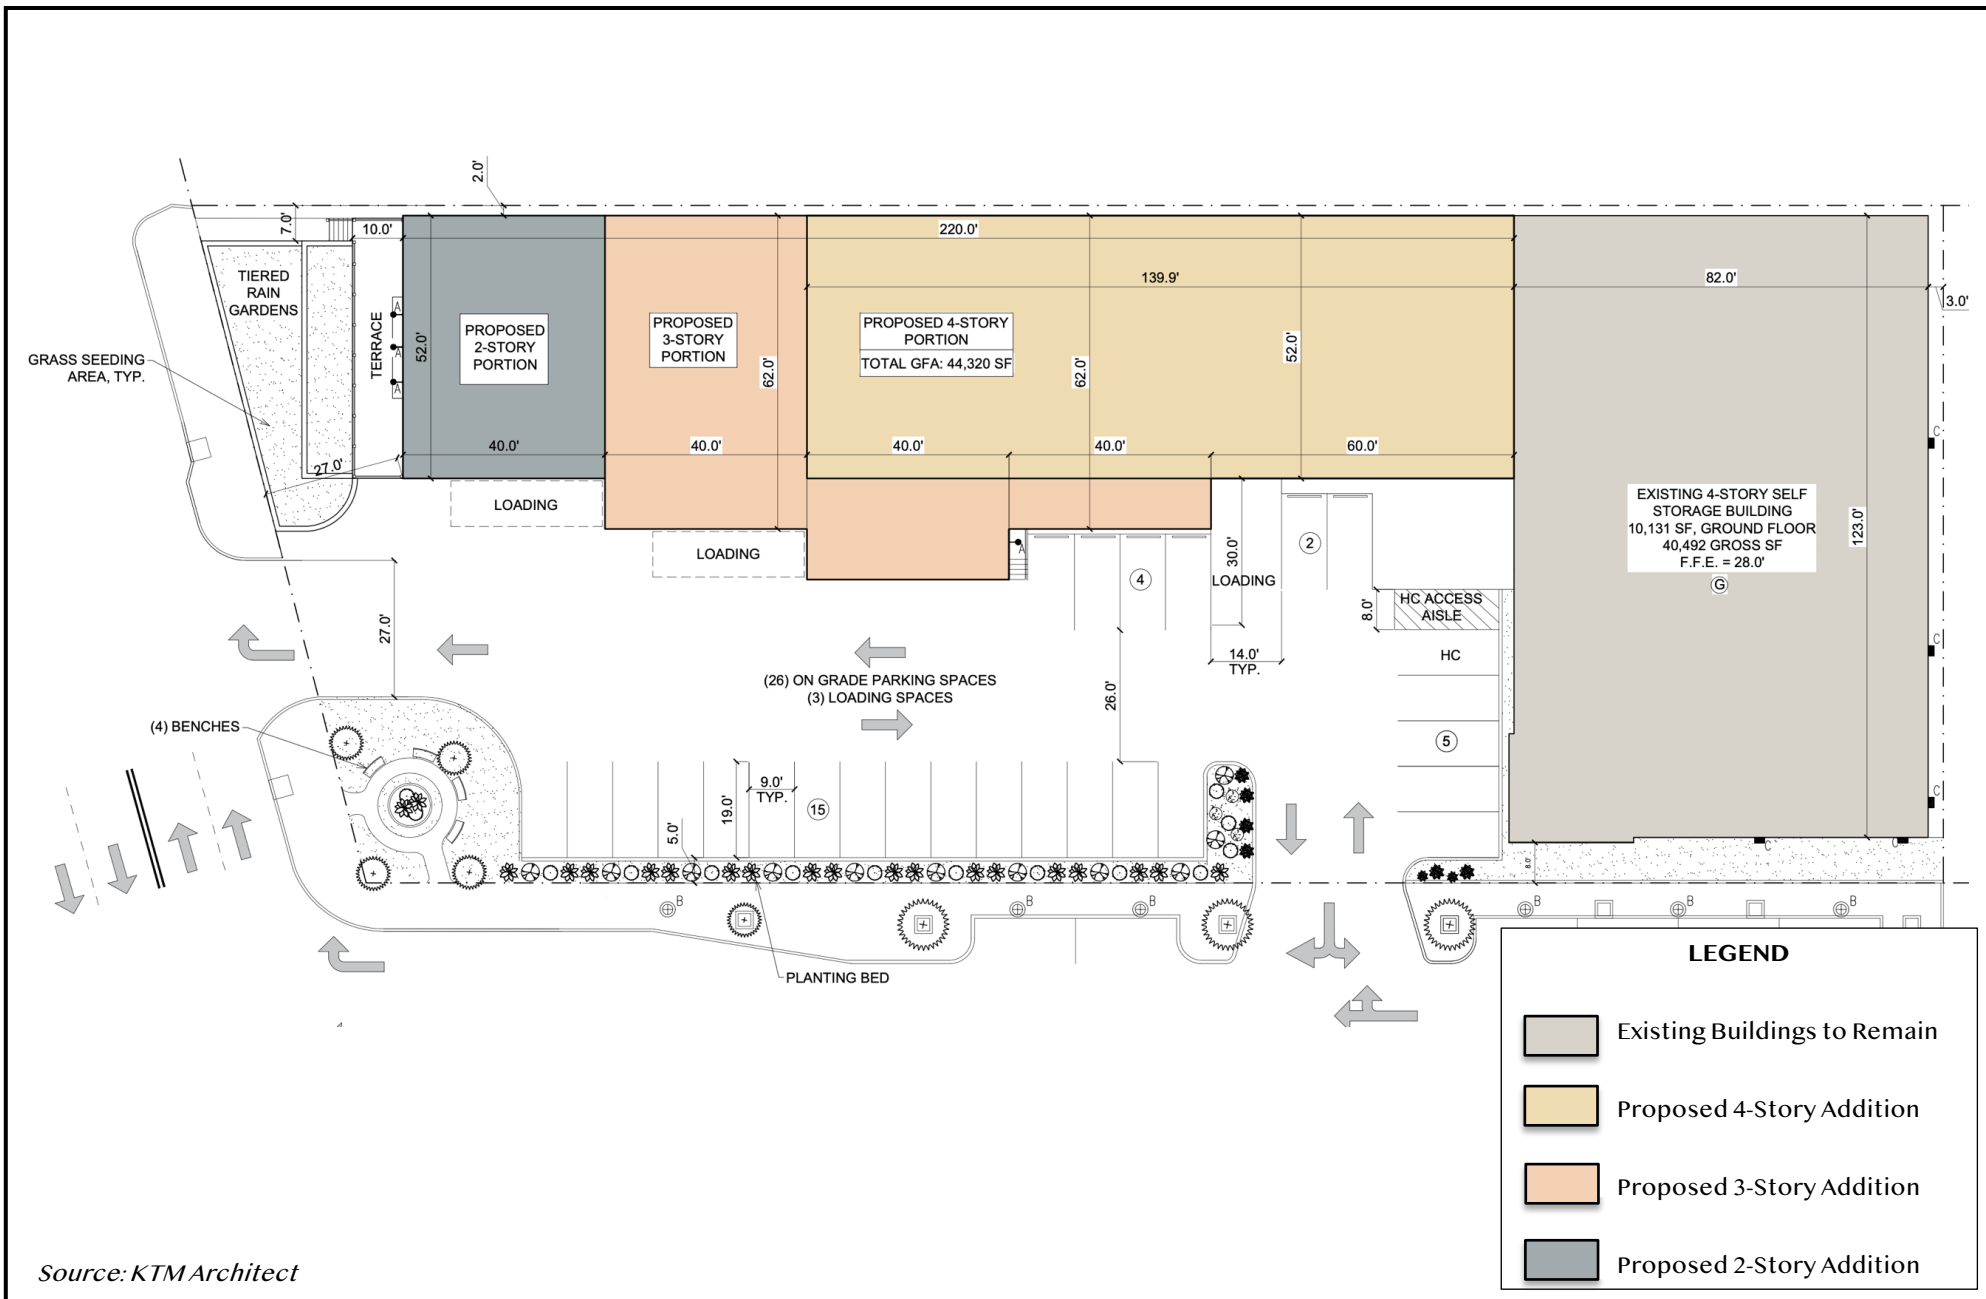 2.0'
7.0'
10.0'
220.0'
139.9'
82.0'
3.0'
TIERED
RAIN
GARDENS
TERRACE
A
A
A
52.0'
PROPOSED
2-STORY
PORTION
PROPOSED
3-STORY
PORTION
62.0'
PROPOSED 4-STORY
PORTION
TOTAL GFA: 44,320 SF
62.0'
52.0'
GRASS SEEDING
AREA, TYP.
27.0'
40.0'
40.0'
40.0'
40.0'
60.0'
C
LOADING
LOADING
A
4
30.0'
LOADING
2
EXISTING 4-STORY SELF
STORAGE BUILDING
10,131 SF, GROUND FLOOR
40,492 GROSS SF
F.F.E. = 28.0'
G
123.0'
8.0'
HC ACCESS
AISLE
HC
C
27.0'
14.0'
TYP.
(26) ON GRADE PARKING SPACES
(3) LOADING SPACES
26.0'
(4) BENCHES
5
9.0'
TYP.
19.0'
15
5.0'
C
C
C
8.0'
B
B
B
B
B
B
PLANTING BED
LEGEND
Existing Buildings to Remain
Proposed 4-Story Addition
Proposed 3-Story Addition
Proposed 2-Story Addition
Source: KTM Architect